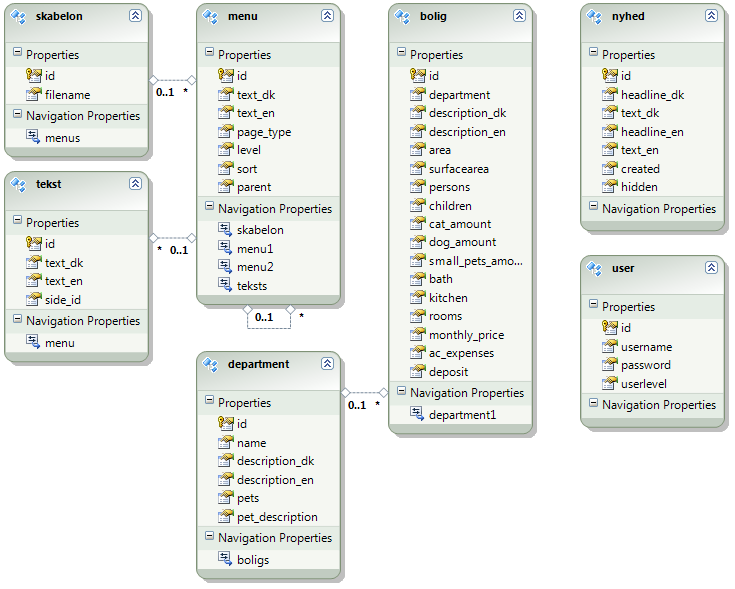 skabelon
Properties
id
filename
Navigation Properties
menus
0..1 *
menu
Properties
id
text_dk
text_en
page_type
level
sort
parent
Navigation Properties
skabelon
menu1
menu2
teksts
0..1 *
tekst
Properties
id
text_dk
text_en
side_id
Navigation Properties
menu
* 0..1
department
Properties
id
name
description_dk
description_en
pets
pet_description
Navigation Properties
boligs
0..1 *
bolig
Properties
id
department
description_dk
description_en
area
surfacearea
persons
children
cat_amount
dog_amount
small_pets_amo...
bath
kitchen
rooms
monthly_price
ac_expenses
deposit
Navigation Properties
department1
nyhed
Properties
id
headline_dk
text_dk
headline_en
text_en
created
hidden
Navigation Properties
user
Properties
id
username
password
userlevel
Navigation Properties